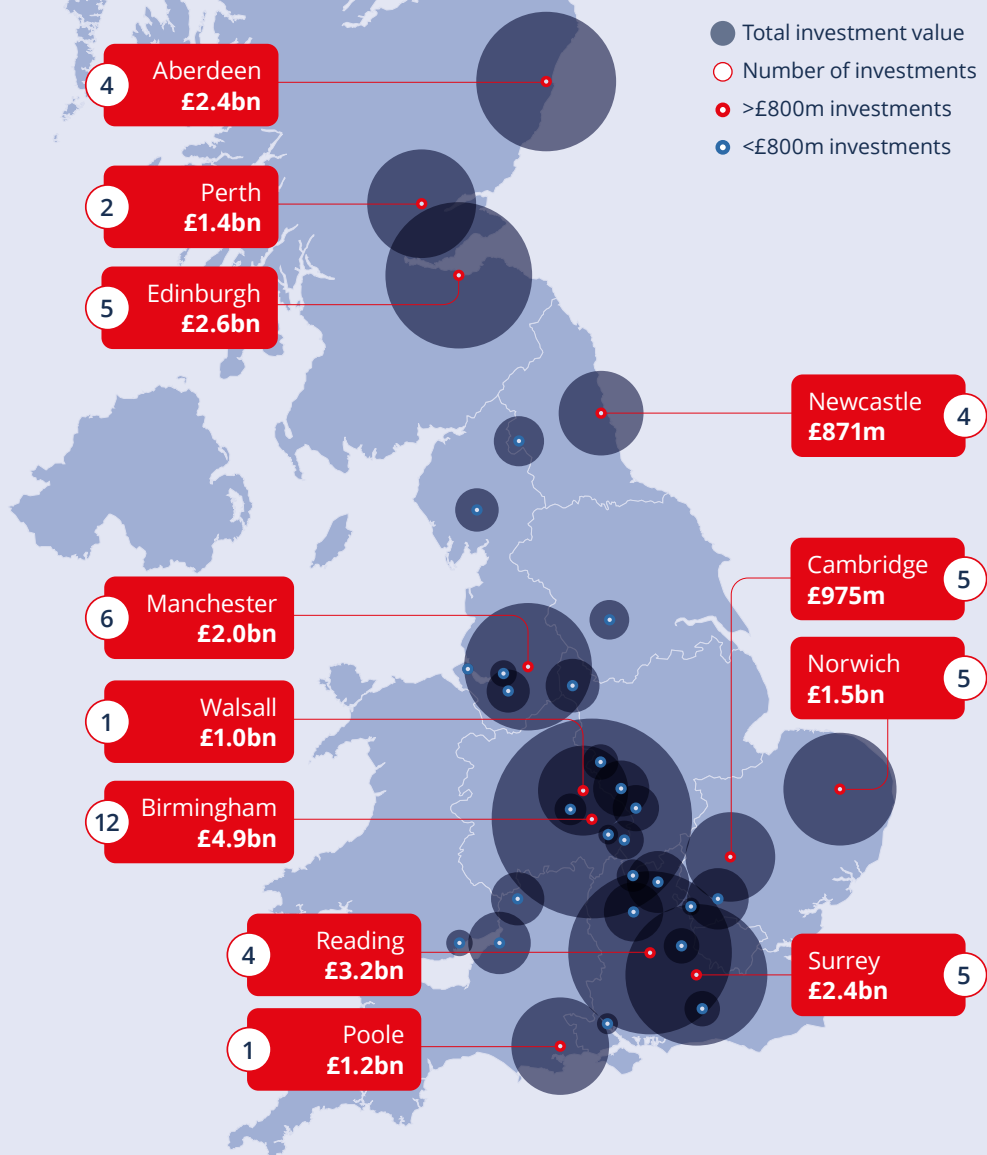 Total investment value
Number of investments
>£800m investments
<£800m investments
4
Aberdeen
£2.4bn
2
Perth
£1.4bn
5
Edinburgh
£2.6bn
Newcastle
£871m
4
Cambridge
£975m
5
6
Manchester
£2.0bn
Norwich
£1.5bn
5
1
Walsall
£1.0bn
12
Birmingham
£4.9bn
4
Reading
£3.2bn
Surrey
£2.4bn
5
1
Poole
£1.2bn